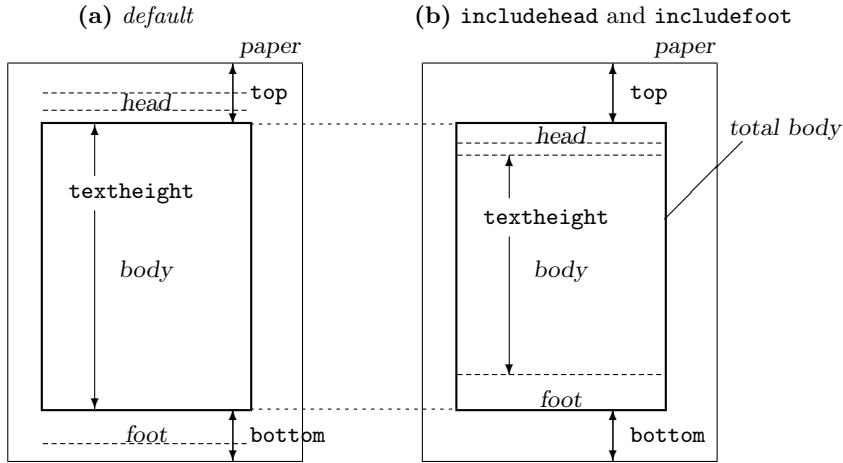 (a) default
paper
top
head
textheight
body
foot
bottom
(b) includehead and includefoot
paper
top
head
total body
textheight
body
foot
bottom